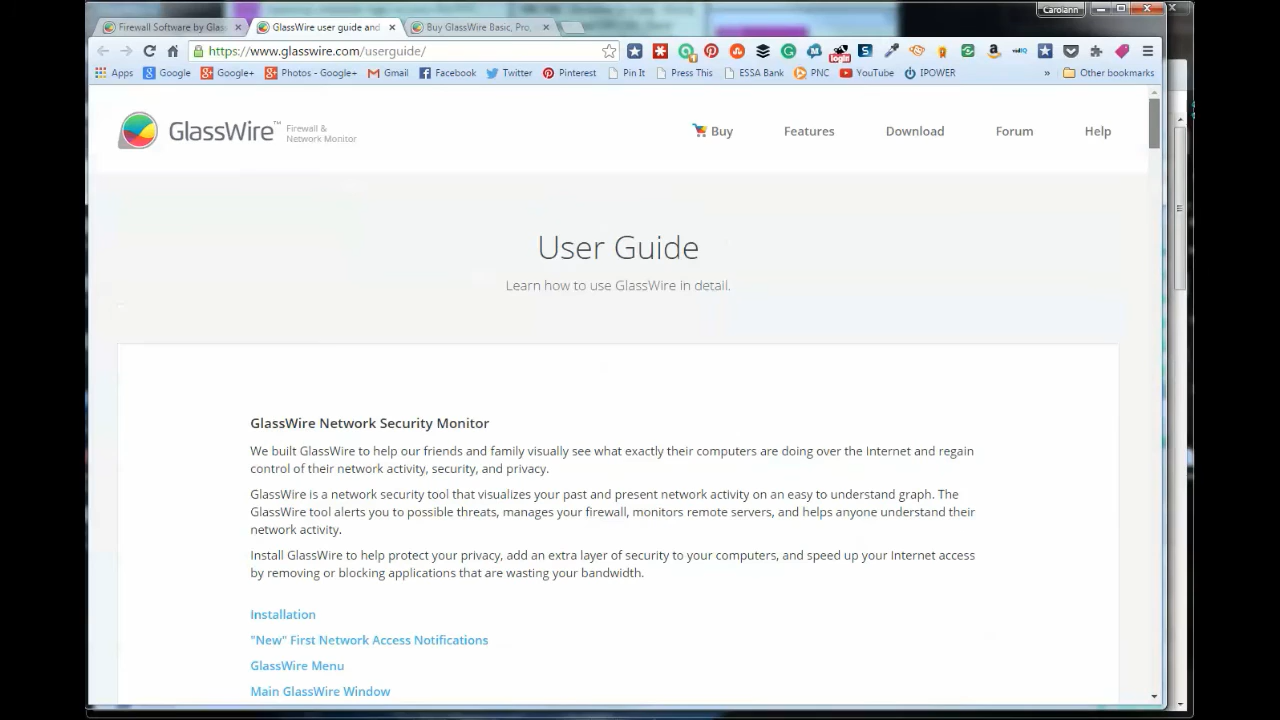 Carolann
Firewall Software by Glass
GlassWire user guide and
Buy GlassWire Basic, Pro,
https://www.glasswire.com/userguide/
login
Apps Google Google+ Photos - Google+ Gmail Facebook Twitter Pinterest Pin It Press This ESSA Bank PNC YouTube IPOWER » Other bookmarks
GlassWire™ Firewall &
Network Monitor
Buy Features Download Forum Help
User Guide
Learn how to use GlassWire in detail.
GlassWire Network Security Monitor
We built GlassWire to help our friends and family visually see what exactly their computers are doing over the Internet and regain
control of their network activity, security, and privacy.
GlassWire is a network security tool that visualizes your past and present network activity on an easy to understand graph. The
GlassWire tool alerts you to possible threats, manages your firewall, monitors remote servers, and helps anyone understand their
network activity.
Install GlassWire to help protect your privacy, add an extra layer of security to your computers, and speed up your Internet access
by removing or blocking applications that are wasting your bandwidth.
Installation
"New" First Network Access Notifications
GlassWire Menu
Main GlassWire Window